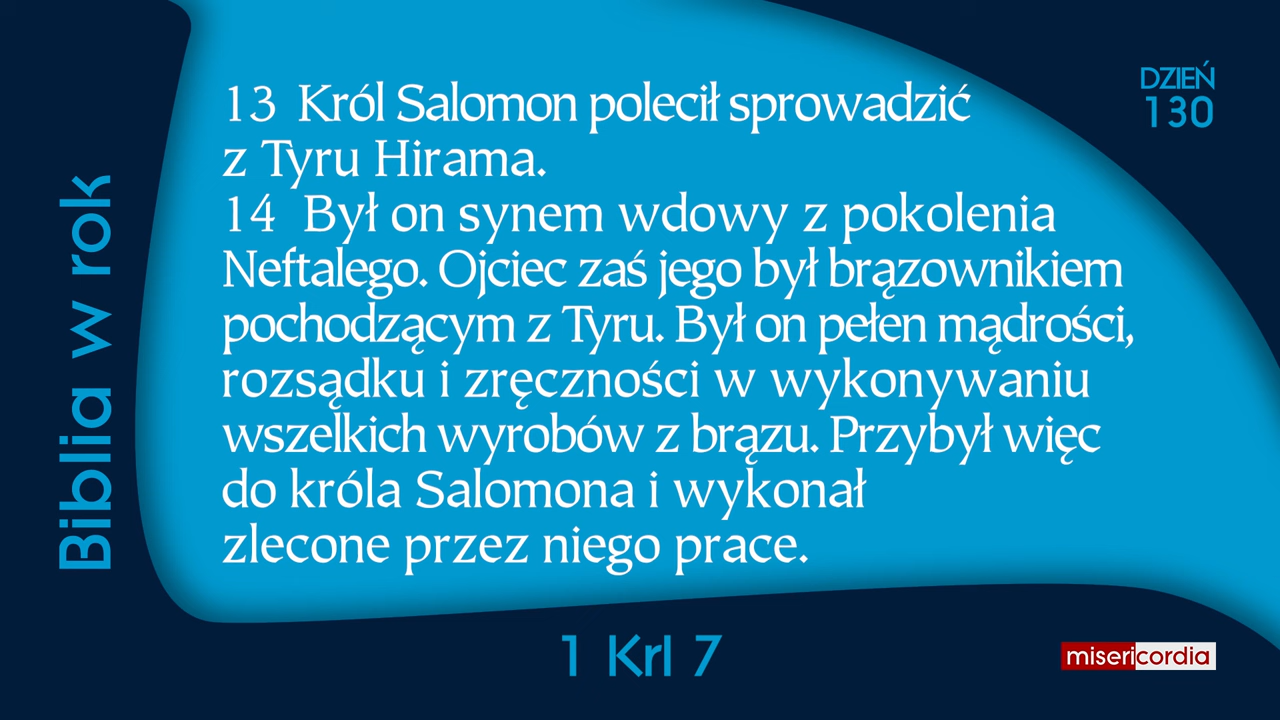 DZIEŃ
130
13 Król Salomon polecił sprowadzić
z Tyru Hirama.
14 Był on synem wdowy z pokolenia
Neftalego. Ojciec zaś jego był brązownikiem
pochodzącym z Tyru. Był on pełen mądrości,
rozsądku i zręczności w wykonywaniu
wszelkich wyrobów z brązu. Przybył więc
do króla Salomona i wykonał
zlecone przez niego prace.
Biblia w rok
1 Krl 7
misericordia